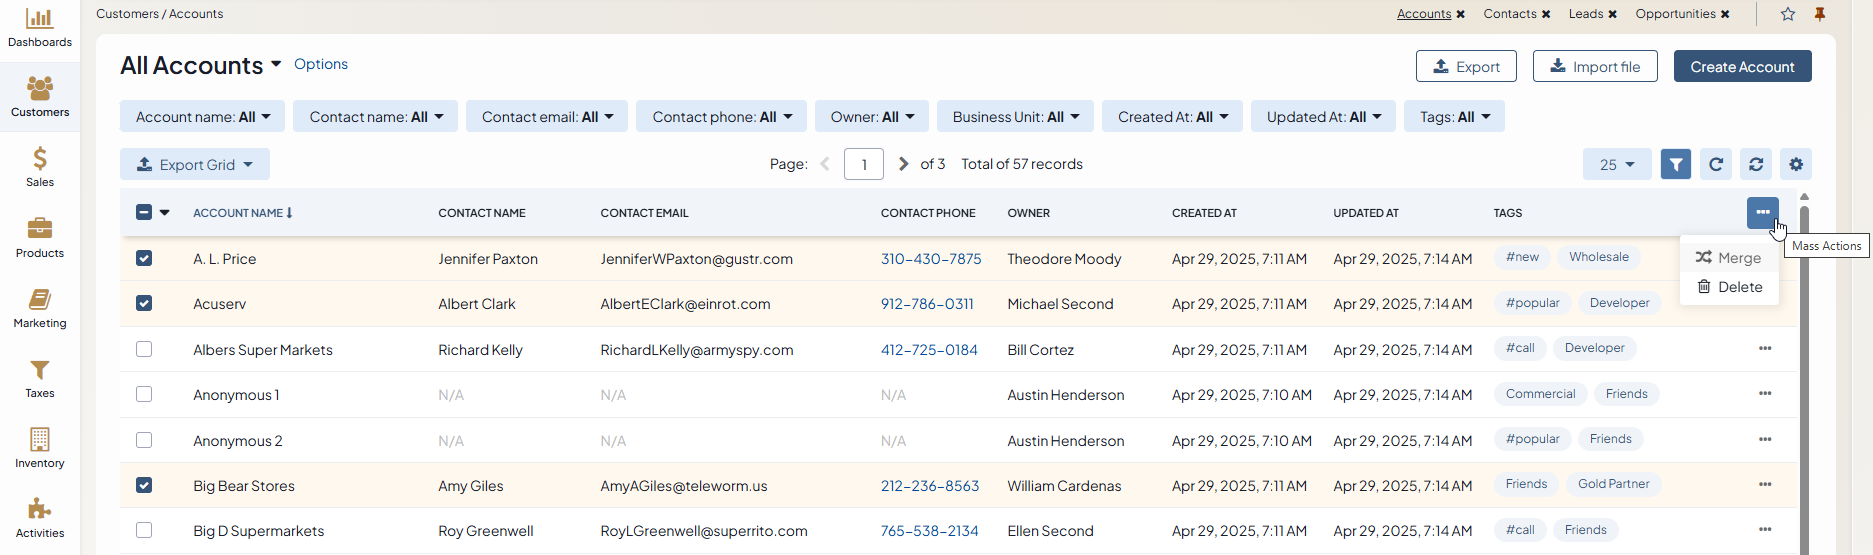 Dashboards
Customers
Sales
Products
Marketing
Taxes
Inventory
Activities
Customers / Accounts
Accounts ✖ Contacts ✖ Leads ✖ Opportunities ✖
All Accounts Options
Export Import file Create Account
Account name: All Contact name: All Contact email: All Contact phone: All Owner: All Business Unit: All Created At: All Updated At: All Tags: All
Export Grid Page: 1 of 3 Total of 57 records 25
ACCOUNT NAME CONTACT NAME CONTACT EMAIL CONTACT PHONE OWNER CREATED AT UPDATED AT TAGS
Mass Actions
Merge
Delete
A. L. Price Jennifer Paxton JenniferWPaxton@gustr.com 310-430-7875 Theodore Moody Apr 29, 2025, 7:11 AM Apr 29, 2025, 7:14 AM #new Wholesale
Acuserv Albert Clark AlbertEClark@einrot.com 912-786-0311 Michael Second Apr 29, 2025, 7:11 AM Apr 29, 2025, 7:14 AM #popular Developer
Albers Super Markets Richard Kelly RichardLKelly@armyspy.com 412-725-0184 Bill Cortez Apr 29, 2025, 7:11 AM Apr 29, 2025, 7:14 AM #call Developer
Anonymous 1 N/A N/A N/A Austin Henderson Apr 29, 2025, 7:10 AM Apr 29, 2025, 7:14 AM Commercial Friends
Anonymous 2 N/A N/A N/A Austin Henderson Apr 29, 2025, 7:10 AM Apr 29, 2025, 7:14 AM #popular Friends
Big Bear Stores Amy Giles AmyAGiles@teleworm.us 212-236-8563 William Cardenas Apr 29, 2025, 7:11 AM Apr 29, 2025, 7:14 AM Friends Gold Partner
Big D Supermarkets Roy Greenwell RoyLGreenwell@superrito.com 765-538-2134 Ellen Second Apr 29, 2025, 7:11 AM Apr 29, 2025, 7:14 AM #call Friends